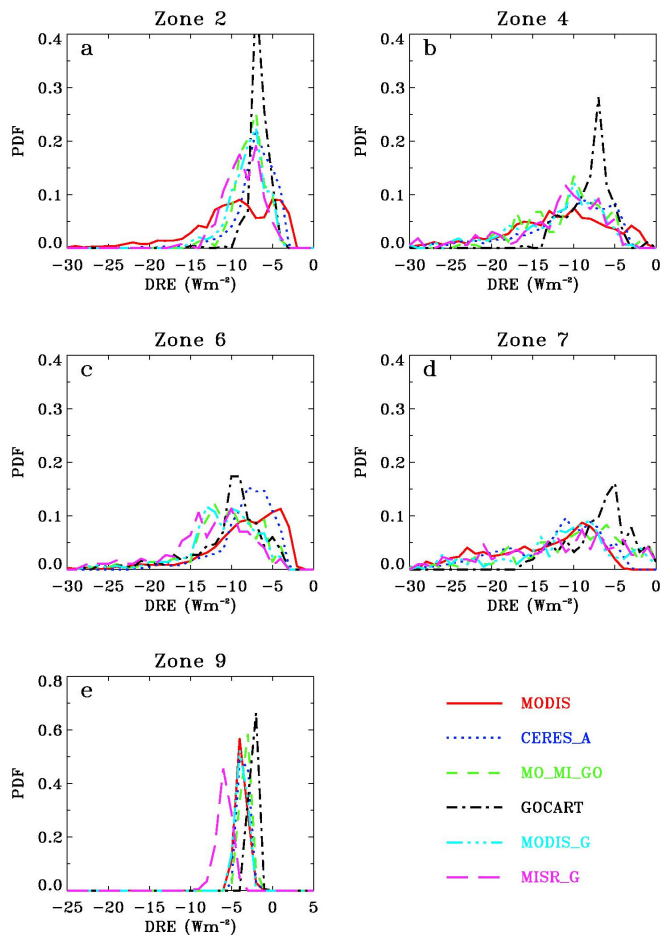 Zone 2
a
0.4
0.3
0.2
0.1
0.0
PDF
-30 -25 -20 -15 -10 -5 0
DRE (Wm⁻²)
Zone 4
b
0.4
0.3
0.2
0.1
0.0
PDF
-30 -25 -20 -15 -10 -5 0
DRE (Wm⁻²)
Zone 6
c
0.4
0.3
0.2
0.1
0.0
PDF
-30 -25 -20 -15 -10 -5 0
DRE (Wm⁻²)
Zone 7
d
0.4
0.3
0.2
0.1
0.0
PDF
-30 -25 -20 -15 -10 -5 0
DRE (Wm⁻²)
Zone 9
e
0.8
0.6
0.4
0.2
0.0
PDF
-25 -20 -15 -10 -5 0 5
DRE (Wm⁻²)
MODIS
CERES_A
MO_MI_GO
GOCART
MODIS_G
MISR_G